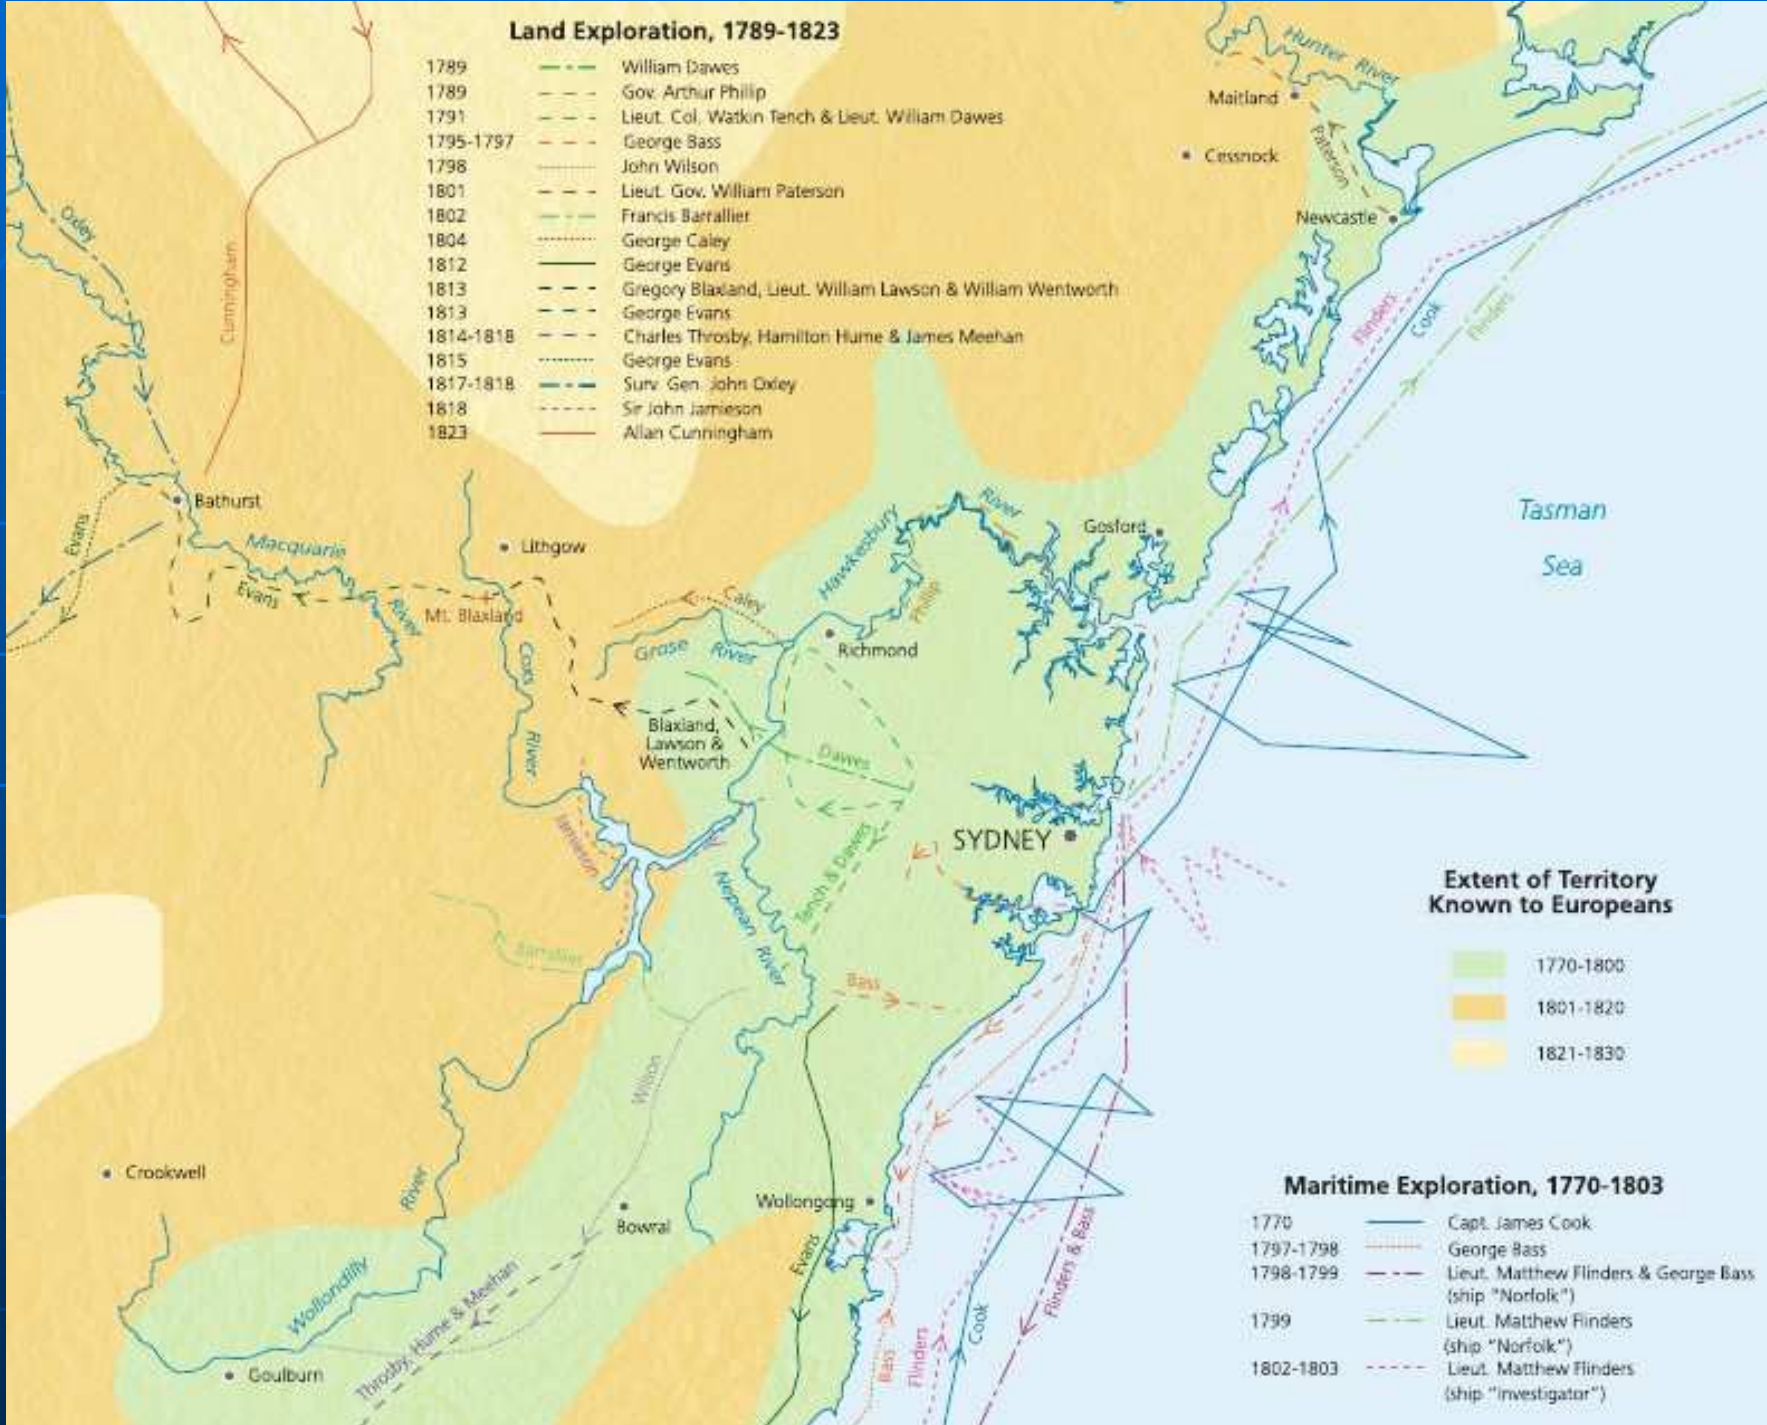 Land Exploration, 1789-1823
1789 William Dawes
1789 Gov. Arthur Phillip
1791 Lieut. Col. Watkin Tench & Lieut. William Dawes
1795-1797 George Bass
1798 John Wilson
1801 Lieut. Gov. William Paterson
1802 Francis Barrallier
1804 George Caley
1812 George Evans
1813 Gregory Blaxland, Lieut. William Lawson & William Wentworth
1813 George Evans
1814-1818 Charles Throsby, Hamilton Hume & James Meehan
1815 George Evans
1817-1818 Surv. Gen. John Oxley
1818 Sir John Jamieson
1823 Allan Cunningham
Hunter River
Maitland
Paterson
Cessnock
Newcastle
Oxley
Cunningham
Flinders
Cook
Flinders
Tasman
Sea
Bathurst
Evans
Macquarie
River
Evans
Lithgow
Mt. Blaxland
Coxs
River
Caley
Grose River
Hawkesbury
River
Phillip
Gosford
Richmond
Blaxland,
Lawson &
Wentworth
Dawes
SYDNEY
Tench & Dawes
Jamieson
Nepean River
Barrallier
Bass
Wilson
Extent of Territory
Known to Europeans
1770-1800
1801-1820
1821-1830
Crookwell
River
Wollondilly
Goulburn
Bowral
Throsby, Hume & Meehan
Wollongong
Evans
Bass
Flinders
Cook
Flinders & Bass
Maritime Exploration, 1770-1803
1770 Capt. James Cook
1797-1798 George Bass
1798-1799 Lieut. Matthew Flinders & George Bass
(ship "Norfolk")
1799 Lieut. Matthew Flinders
(ship "Norfolk")
1802-1803 Lieut. Matthew Flinders
(ship "Investigator")